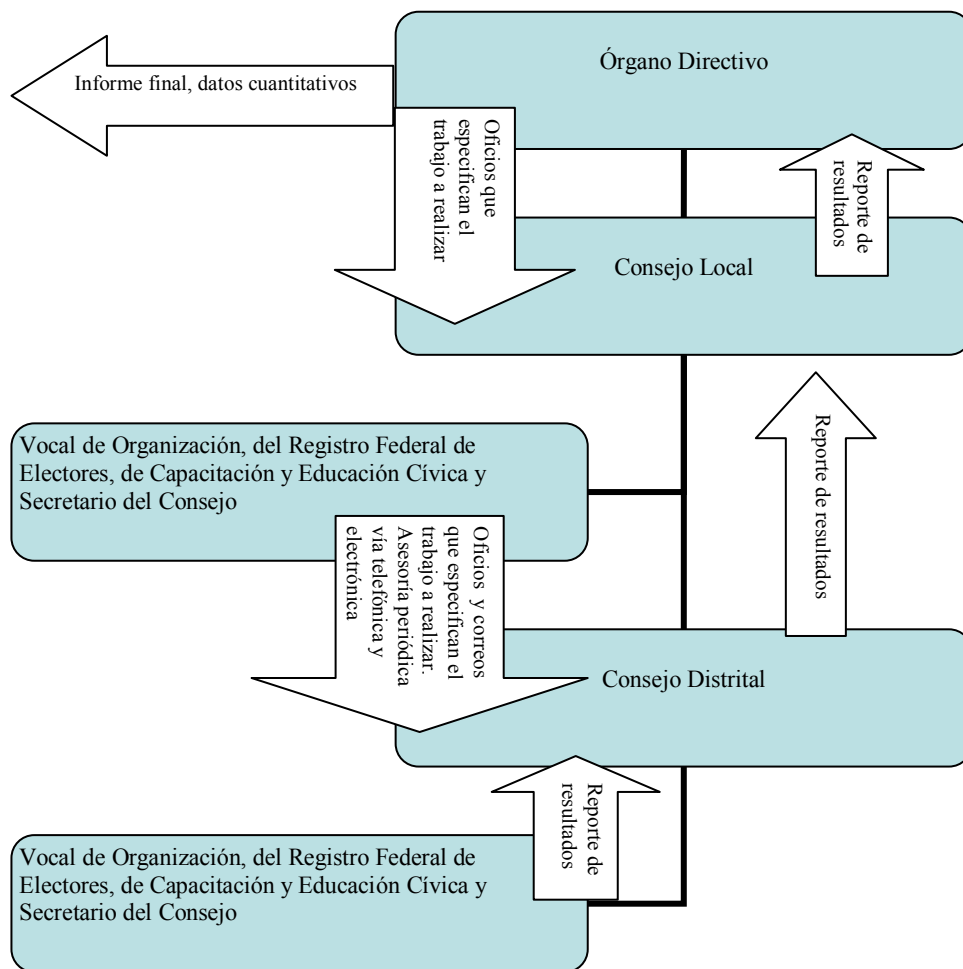 Órgano Directivo
Informe final, datos cuantitativos
Oficios que
especifican el
trabajo a realizar
Reporte de
resultados
Consejo Local
Reporte de resultados
Vocal de Organización, del Registro Federal de
Electores, de Capacitación y Educación Cívica y
Secretario del Consejo
Oficios y correos
que especifican el
trabajo a realizar.
Asesoría periódica
vía telefónica y
electrónica
Consejo Distrital
Reporte de
resultados
Vocal de Organización, del Registro Federal de
Electores, de Capacitación y Educación Cívica y
Secretario del Consejo